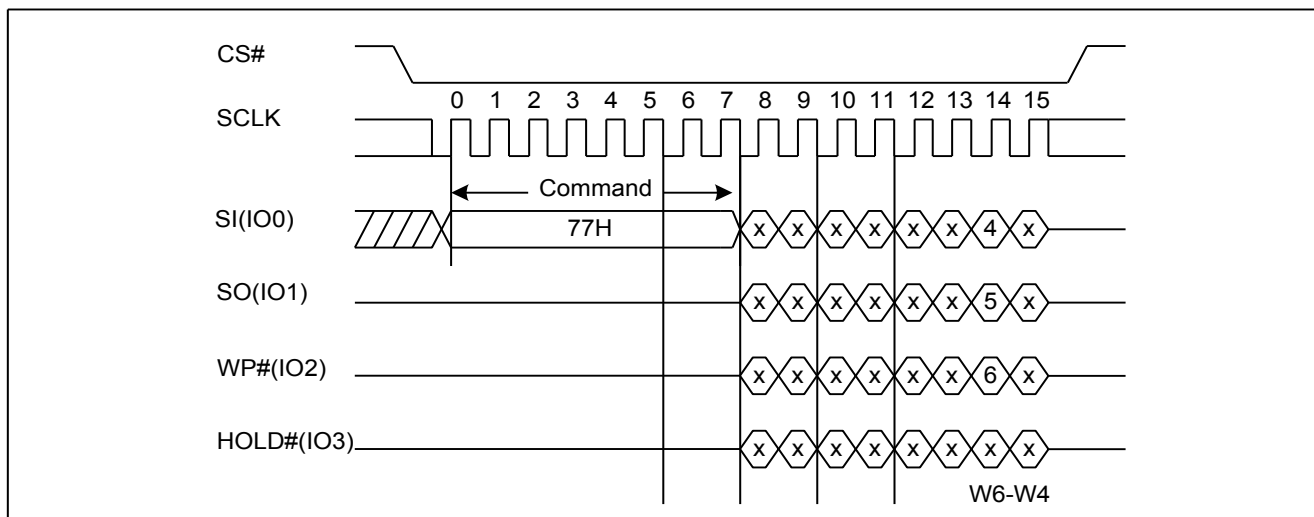 CS#
0 1 2 3 4 5 6 7 8 9 10 11 12 13 14 15
SCLK
Command
SI(IO0)
77H
x x x x x x 4 x
SO(IO1)
x x x x x x 5 x
WP#(IO2)
x x x x x x 6 x
HOLD#(IO3)
x x x x x x x x
W6-W4